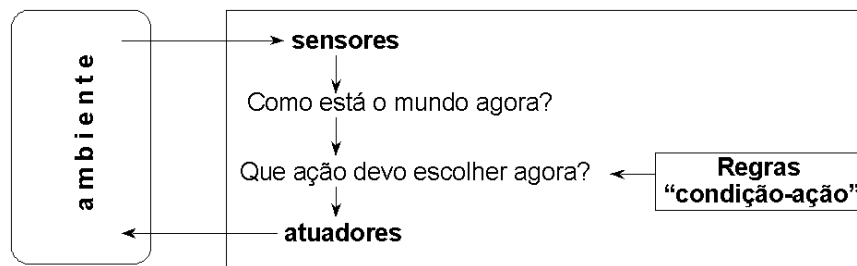 ambiente
sensores
Como está o mundo agora?
Que ação devo escolher agora?
Regras
“condição-ação”
atuadores